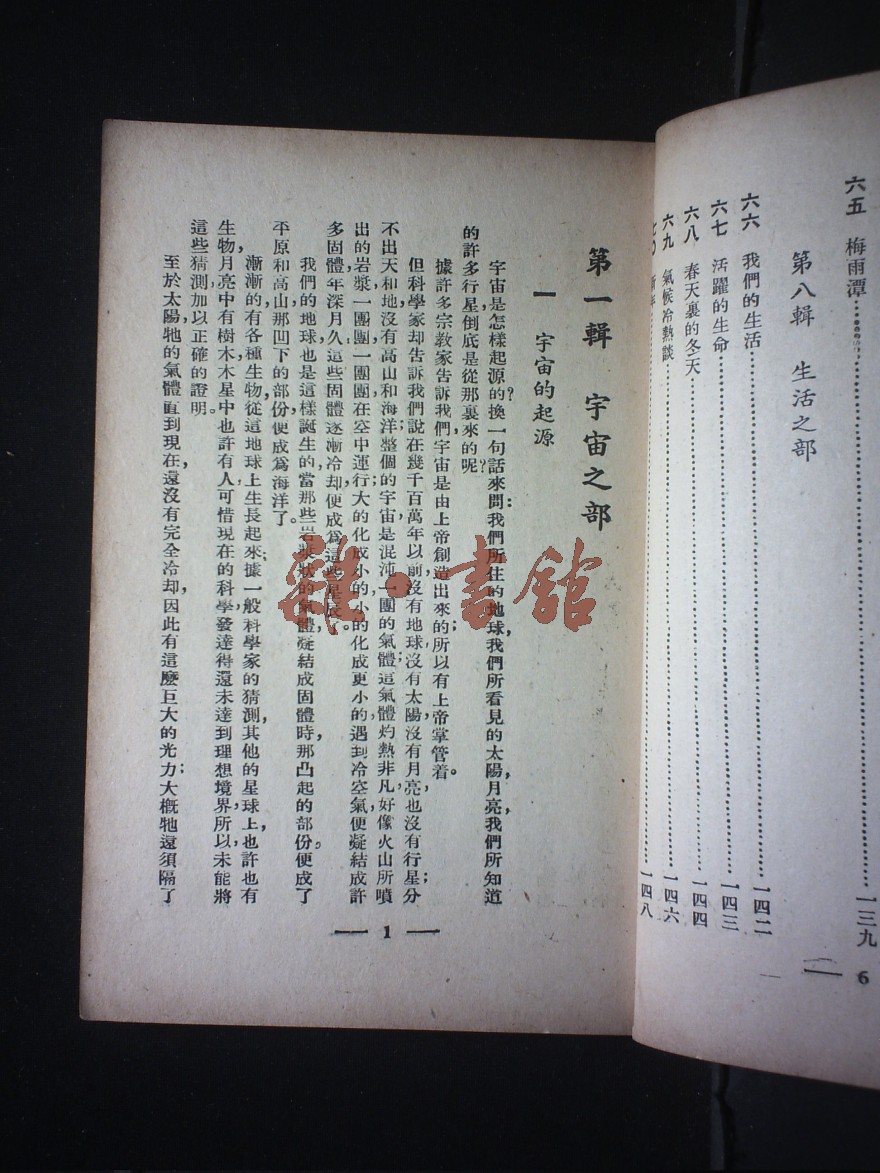 六五　梅雨潭……一三九
第八輯　生活之部
六六　我們的生活……一四二
六七　活躍的生命……一四三
六八　春天裏的冬天……一四四
六九　氣候冷熱談……一四六
七〇　新年……一四八
6
第一輯　宇宙之部
一　宇宙的起源
宇宙是怎樣起源的？換一句話來問：我們所住的地球，我們所看見的太陽，月亮，我們所知道
的許多行星倒底是從那裏來的呢？
據許多宗教家告訴我們，宇宙是由上帝創造出來的；所以有上帝掌管着。
但科學家却告訴我們說，在幾千百萬年以前，沒有地球，沒有太陽，沒有月亮，也沒有行星；分
不出天和地，沒有高山和海洋；整個的宇宙，是混沌一團的氣體；這氣體灼熱非凡，好像火山所噴
出的岩漿，一團團一團團在空中運行；大的化成小的，小的化成更小的，遇到冷空氣，便凝結成許
多固體，年深月久，這些固體逐漸冷却，便成爲這些星辰了。
我們的地球也是這樣誕生的，當那些岩漿狀的氣體凝結成固體時，那凸起的部份，便成了
平原和高山，那凹下的部份便成爲海洋了。
漸漸的有各種生物，從這地球上生長起來；據一般科學家的猜測，其他的星球上，也許也有
生物，月亮中有樹木，木星中也許有人，可惜現在的科學發達得還未達到理想境界，所以未能將
這些猜測加以正確的證明。
至於太陽牠的氣體直到現在，還沒有完全冷却，因此有這麽巨大的光力；大概牠還須隔了
1
雜·書館